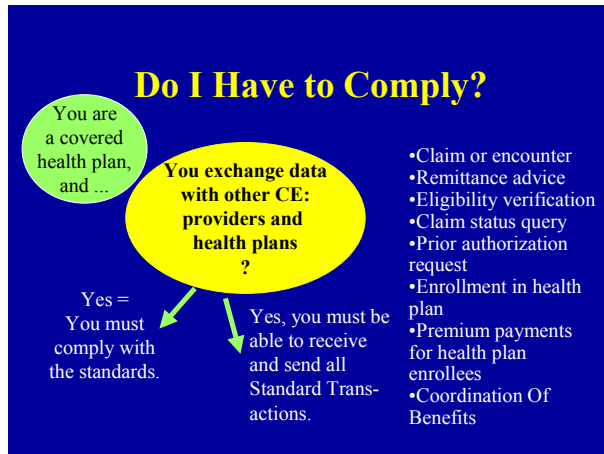 Do I Have to Comply?
You are
a covered
health plan,
and ...
You exchange data
with other CE:
providers and
health plans
?
Yes =
You must
comply with
the standards.
Yes, you must be
able to receive
and send all
Standard Trans-
actions.
•Claim or encounter
•Remittance advice
•Eligibility verification
•Claim status query
•Prior authorization
request
•Enrollment in health
plan
•Premium payments
for health plan
enrollees
•Coordination Of
Benefits